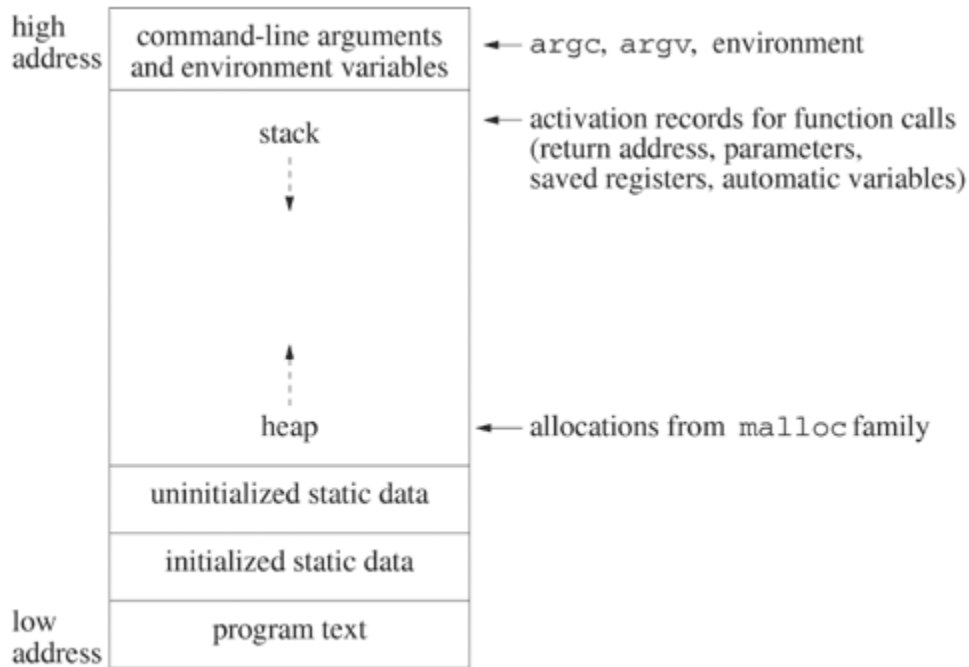 high
address
command-line arguments
and environment variables
argc, argv, environment
stack
activation records for function calls
(return address, parameters,
saved registers, automatic variables)
heap
allocations from malloc family
uninitialized static data
initialized static data
low
address
program text